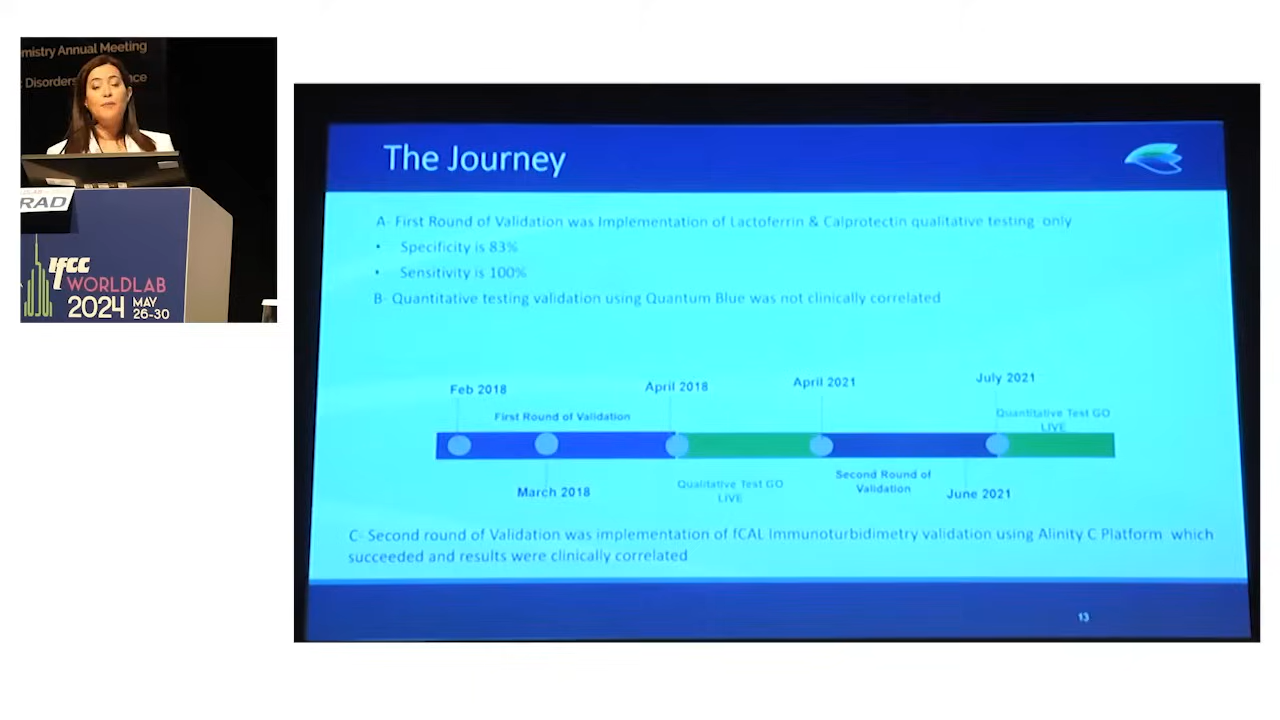 mistry Annual Meeting
Disorders
nce
RAD
IFCC
WORLDLAB
2024 MAY
26-30
The Journey
A- First Round of Validation was Implementation of Lactoferrin & Calprotectin qualitative testing only
• Specificity is 83%
• Sensitivity is 100%
B- Quantitative testing validation using Quantum Blue was not clinically correlated
Feb 2018
April 2018
April 2021
July 2021
First Round of Validation
Quantitative Test GO
LIVE
March 2018
Qualitative Test GO
LIVE
Second Round of
Validation
June 2021
C- Second round of Validation was implementation of fCAL Immunoturbidimetry validation using Alinity C Platform which
succeeded and results were clinically correlated
13